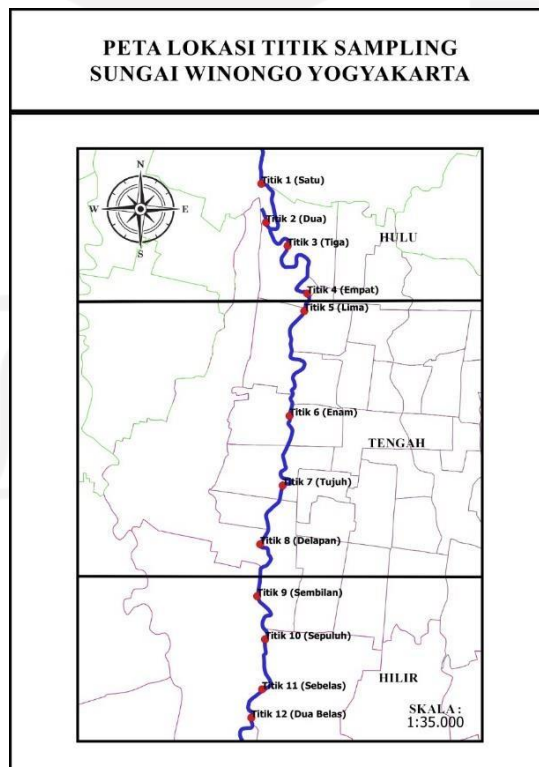 PETA LOKASI TITIK SAMPLING
SUNGAI WINONGO YOGYAKARTA
N
W
E
S
Titik 1 (Satu)
Titik 2 (Dua)
Titik 3 (Tiga)
HULU
Titik 4 (Empat)
Titik 5 (Lima)
Titik 6 (Enam)
TENGAH
Titik 7 (Tujuh)
Titik 8 (Delapan)
Titik 9 (Sembilan)
Titik 10 (Sepuluh)
HILIR
Titik 11 (Sebelas)
Titik 12 (Dua Belas)
SKALA :
1:35.000